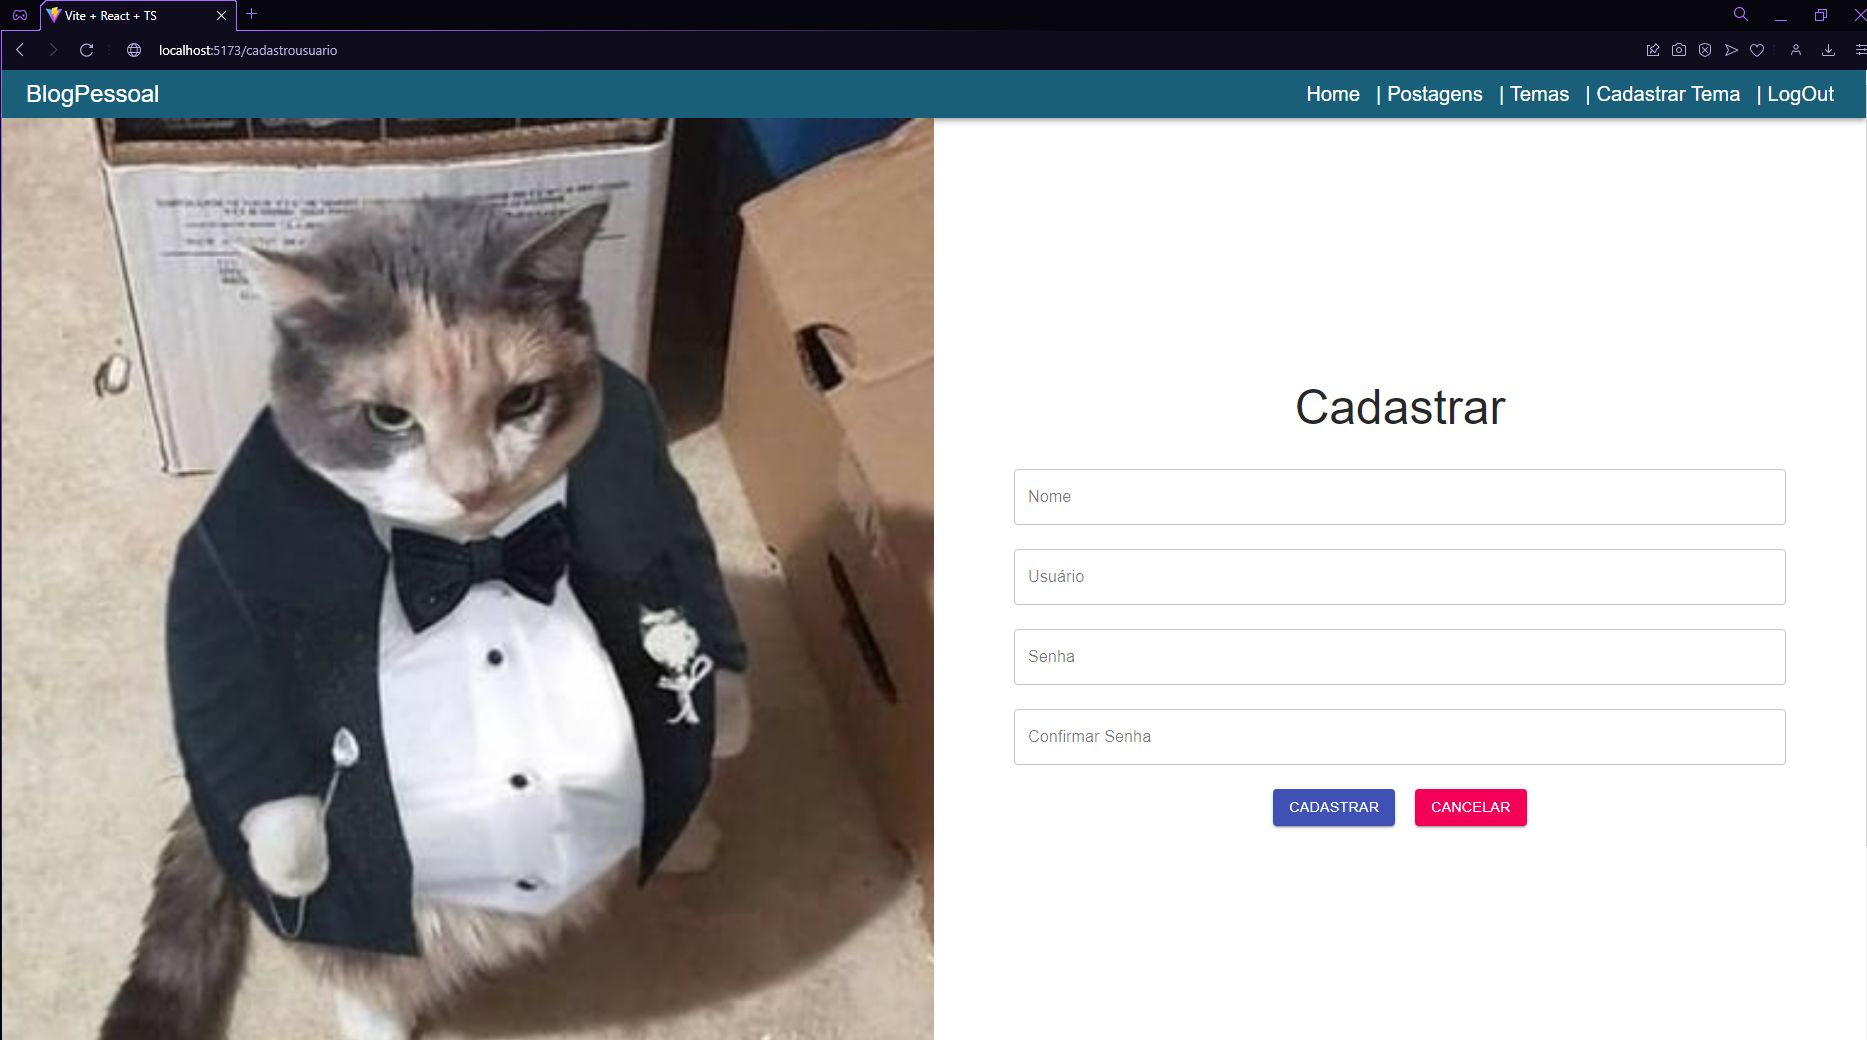 Vite + React + TS
localhost:5173/cadastrousuario
BlogPessoal
Home | Postagens | Temas | Cadastrar Tema | LogOut
Cadastrar
Nome
Usuário
Senha
Confirmar Senha
CADASTRAR CANCELAR